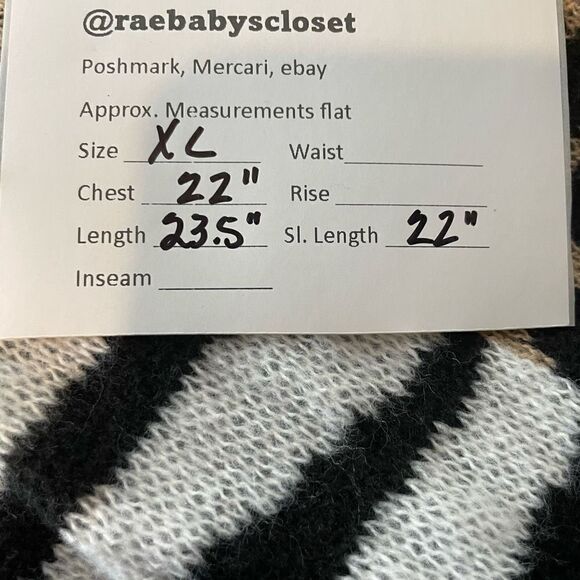 @raebabyscloset
Poshmark, Mercari, ebay
Approx. Measurements flat
Size XL Waist
Chest 22" Rise
Length 23.5" Sl. Length 22"
Inseam